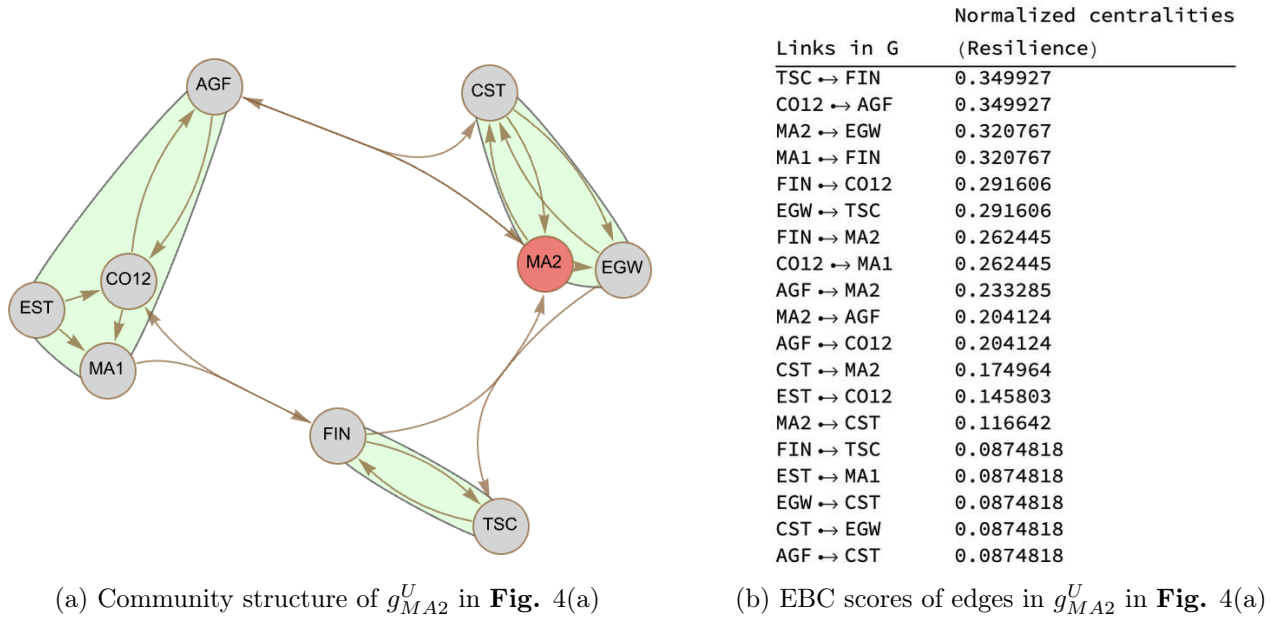 AGF
CST
CO12
MA2
EGW
EST
MA1
FIN
TSC
(a) Community structure of g^U_{MA2} in Fig. 4(a)
Normalized centralities
Links in G (Resilience)
TSC ↔ FIN 0.349927
CO12 ↔ AGF 0.349927
MA2 ↔ EGW 0.320767
MA1 ↔ FIN 0.320767
FIN ↔ CO12 0.291606
EGW ↔ TSC 0.291606
FIN ↔ MA2 0.262445
CO12 ↔ MA1 0.262445
AGF ↔ MA2 0.233285
MA2 ↔ AGF 0.204124
AGF ↔ CO12 0.204124
CST ↔ MA2 0.174964
EST ↔ CO12 0.145803
MA2 ↔ CST 0.116642
FIN ↔ TSC 0.0874818
EST ↔ MA1 0.0874818
EGW ↔ CST 0.0874818
CST ↔ EGW 0.0874818
AGF ↔ CST 0.0874818
(b) EBC scores of edges in g^U_{MA2} in Fig. 4(a)